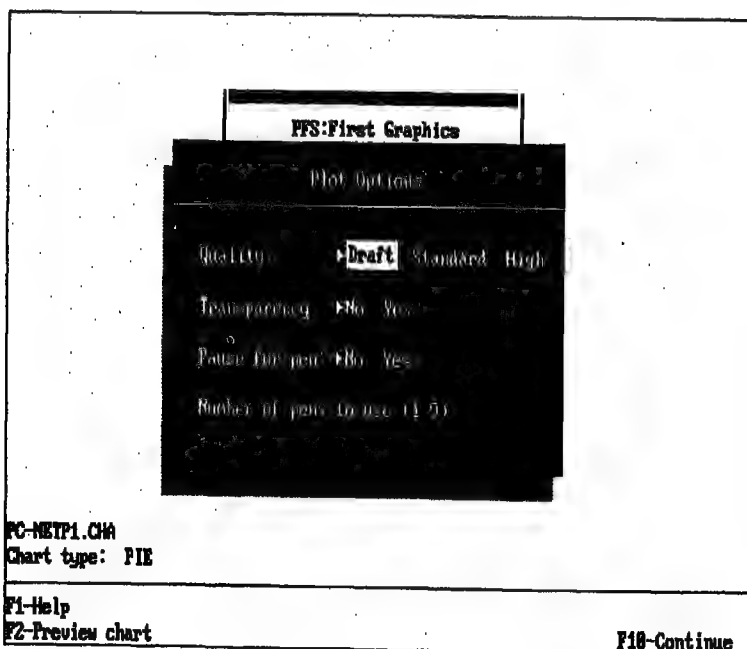 PFS:First Graphics
Plot Options
Quality: ▸Draft Standard High
Transparency ▸No Yes
Pause for pen ▸No Yes
Number of pens to use (1-5)
PC-NETP1.CHA
Chart type: PIE
F1-Help
F2-Preview chart
F10-Continue